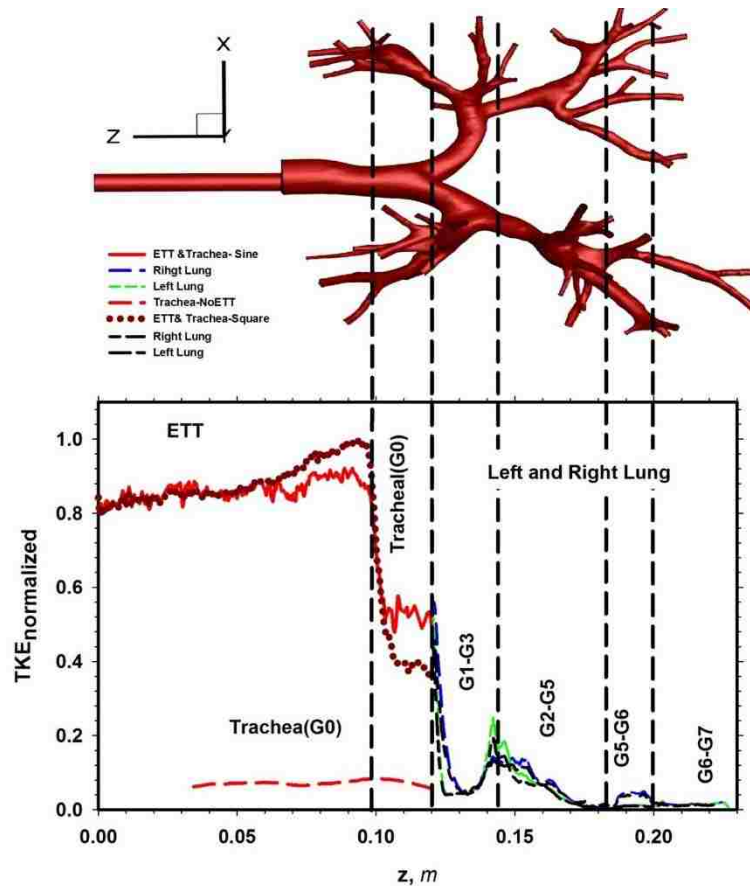 X
Z
Y
ETT &Trachea- Sine
Rihgt Lung
Left Lung
Trachea-NoETT
ETT& Trachea-Square
Right Lung
Left Lung
ETT
Tracheal(G0)
Left and Right Lung
G1-G3
G2-G5
G5-G6
G6-G7
Trachea(G0)
TKEnormalized
1.0
0.8
0.6
0.4
0.2
0.0
0.00
0.05
0.10
0.15
0.20
z, m